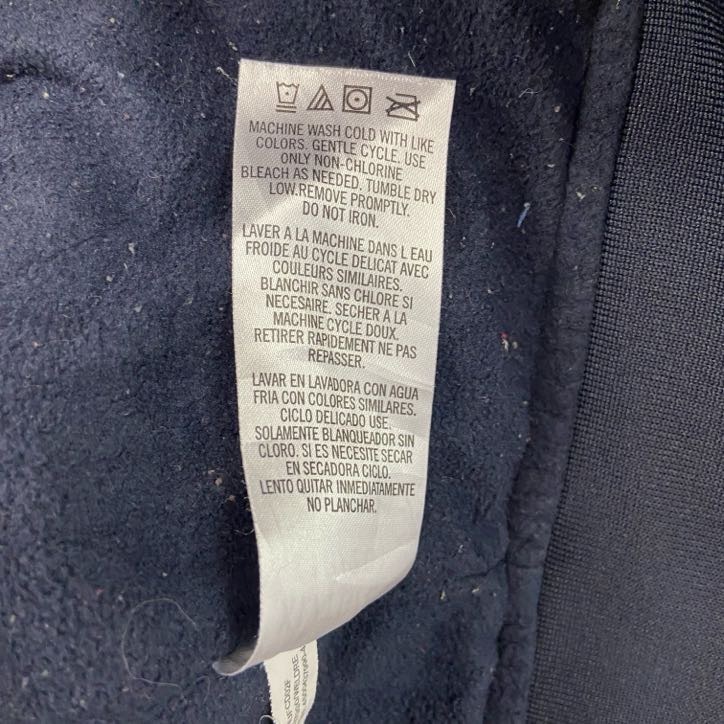 MACHINE WASH COLD WITH LIKE
COLORS. GENTLE CYCLE. USE
ONLY NON-CHLORINE
BLEACH AS NEEDED. TUMBLE DRY
LOW.REMOVE PROMPTLY.
DO NOT IRON.
LAVER A LA MACHINE DANS L EAU
FROIDE AU CYCLE DELICAT AVEC
COULEURS SIMILAIRES.
BLANCHIR SANS CHLORE SI
NECESAIRE. SECHER A LA
MACHINE CYCLE DOUX.
RETIRER RAPIDEMENT NE PAS
REPASSER.
LAVAR EN LAVADORA CON AGUA
FRIA CON COLORES SIMILARES.
CICLO DELICADO USE.
SOLAMENTE BLANQUEADOR SIN
CLORO. SI ES NECESITE SECAR
EN SECADORA CICLO.
LENTO QUITAR INMEDIATAMENTE
NO PLANCHAR.